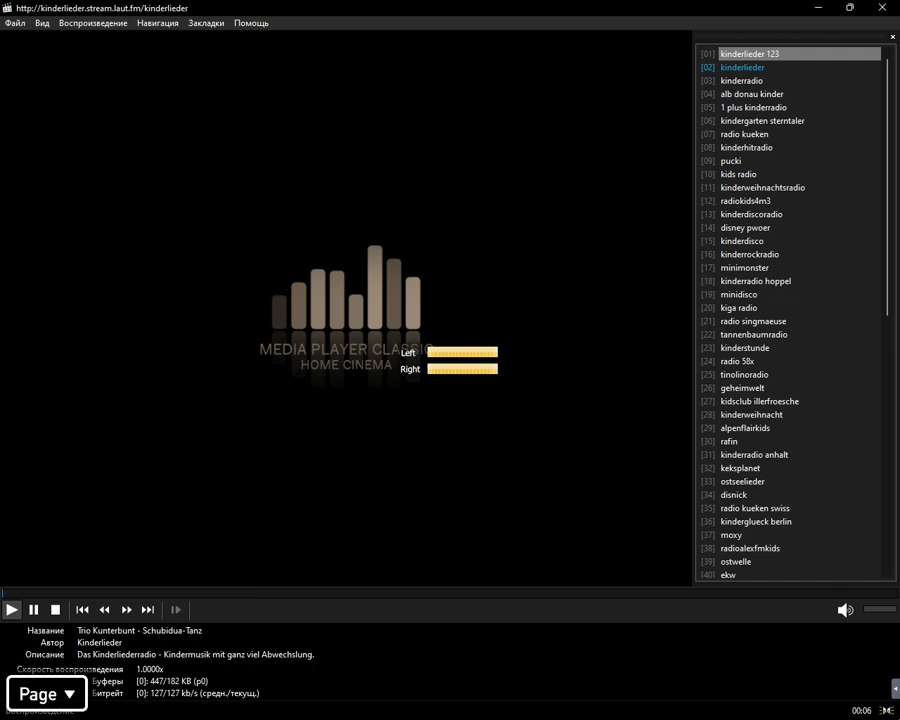 http://kinderlieder.stream.laut.fm/kinderlieder
Файл Вид Воспроизведение Навигация Закладки Помощь
[01] kinderlieder 123
[02] kinderlieder
[03] kinderradio
[04] alb donau kinder
[05] 1 plus kinderradio
[06] kindergarten sterntaler
[07] radio kueken
[08] kinderhitradio
[09] pucki
[10] kids radio
[11] kinderweihnachtsradio
[12] radiokids4m3
[13] kinderdiscoradio
[14] disney pwoer
[15] kinderdisco
[16] kinderrockradio
[17] minimonster
[18] kinderradio hoppel
[19] minidisco
[20] kiga radio
[21] radio singmaeuse
[22] tannenbaumradio
[23] kinderstunde
[24] radio 58x
[25] tinolinoradio
[26] geheimwelt
[27] kidsclub illerfroesche
[28] kinderweihnacht
[29] alpenflairkids
[30] rafin
[31] kinderradio anhalt
[32] keksplanet
[33] ostseelieder
[34] disnick
[35] radio kueken swiss
[36] kinderglueck berlin
[37] moxy
[38] radioalexfmkids
[39] ostwelle
[40] ekw
MEDIA PLAYER CLASSIC
HOME CINEMA
Left
Right
Название Trio Kunterbunt - Schubidua-Tanz
Автор Kinderlieder
Описание Das Kinderliederradio - Kindermusik mit ganz viel Abwechslung.
Скорость воспроизведения 1.0000x
Буферы [0]: 447/182 KB (p0)
Битрейт [0]: 127/127 kb/s (средн./текущ.)
Page
Воспроизведение 00:06